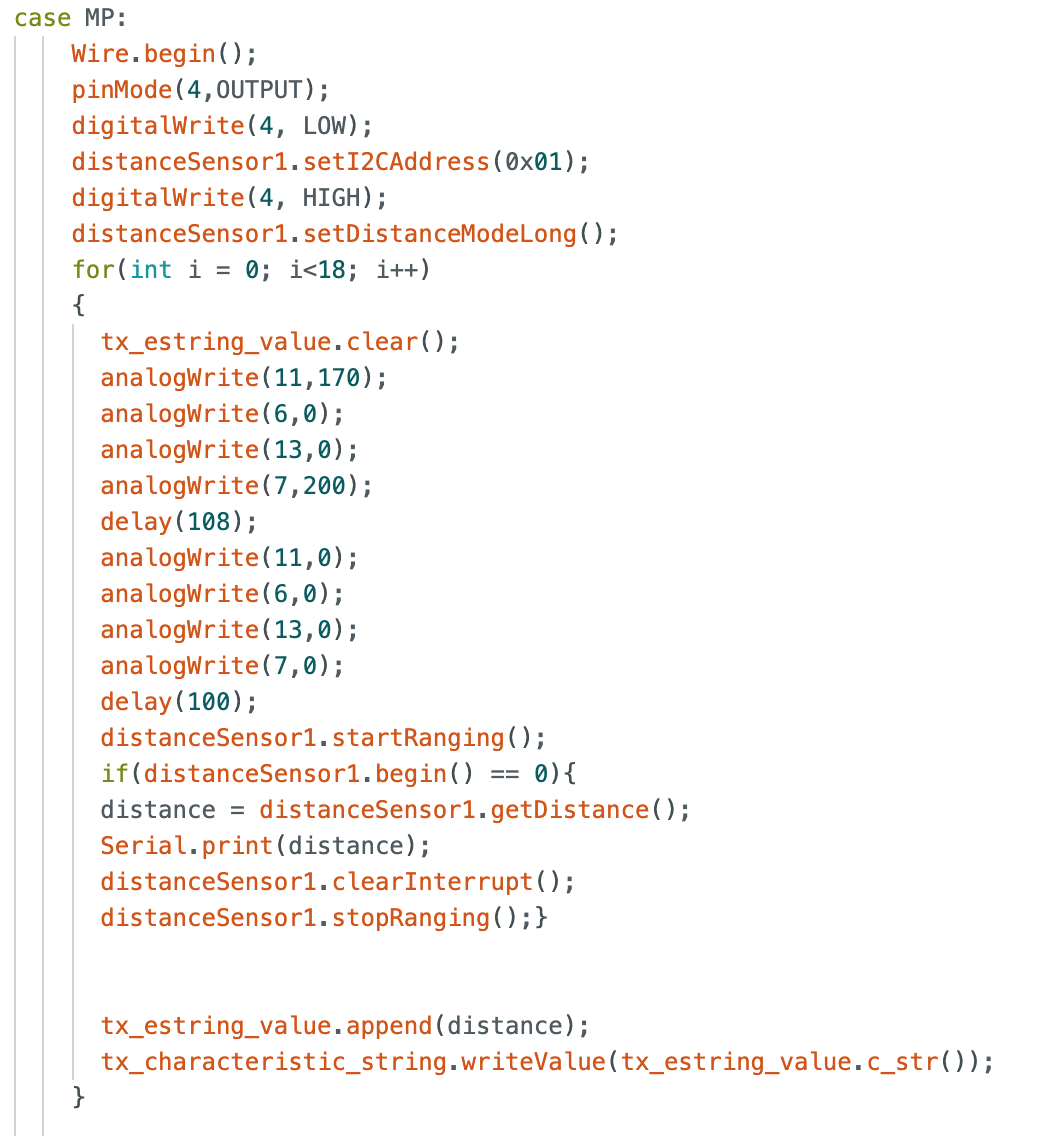 case MP:
Wire.begin();
pinMode(4,OUTPUT);
digitalWrite(4, LOW);
distanceSensor1.setI2CAddress(0x01);
digitalWrite(4, HIGH);
distanceSensor1.setDistanceModeLong();
for(int i = 0; i<18; i++)
{
tx_estring_value.clear();
analogWrite(11,170);
analogWrite(6,0);
analogWrite(13,0);
analogWrite(7,200);
delay(108);
analogWrite(11,0);
analogWrite(6,0);
analogWrite(13,0);
analogWrite(7,0);
delay(100);
distanceSensor1.startRanging();
if(distanceSensor1.begin() == 0){
distance = distanceSensor1.getDistance();
Serial.print(distance);
distanceSensor1.clearInterrupt();
distanceSensor1.stopRanging();}
tx_estring_value.append(distance);
tx_characteristic_string.writeValue(tx_estring_value.c_str());
}